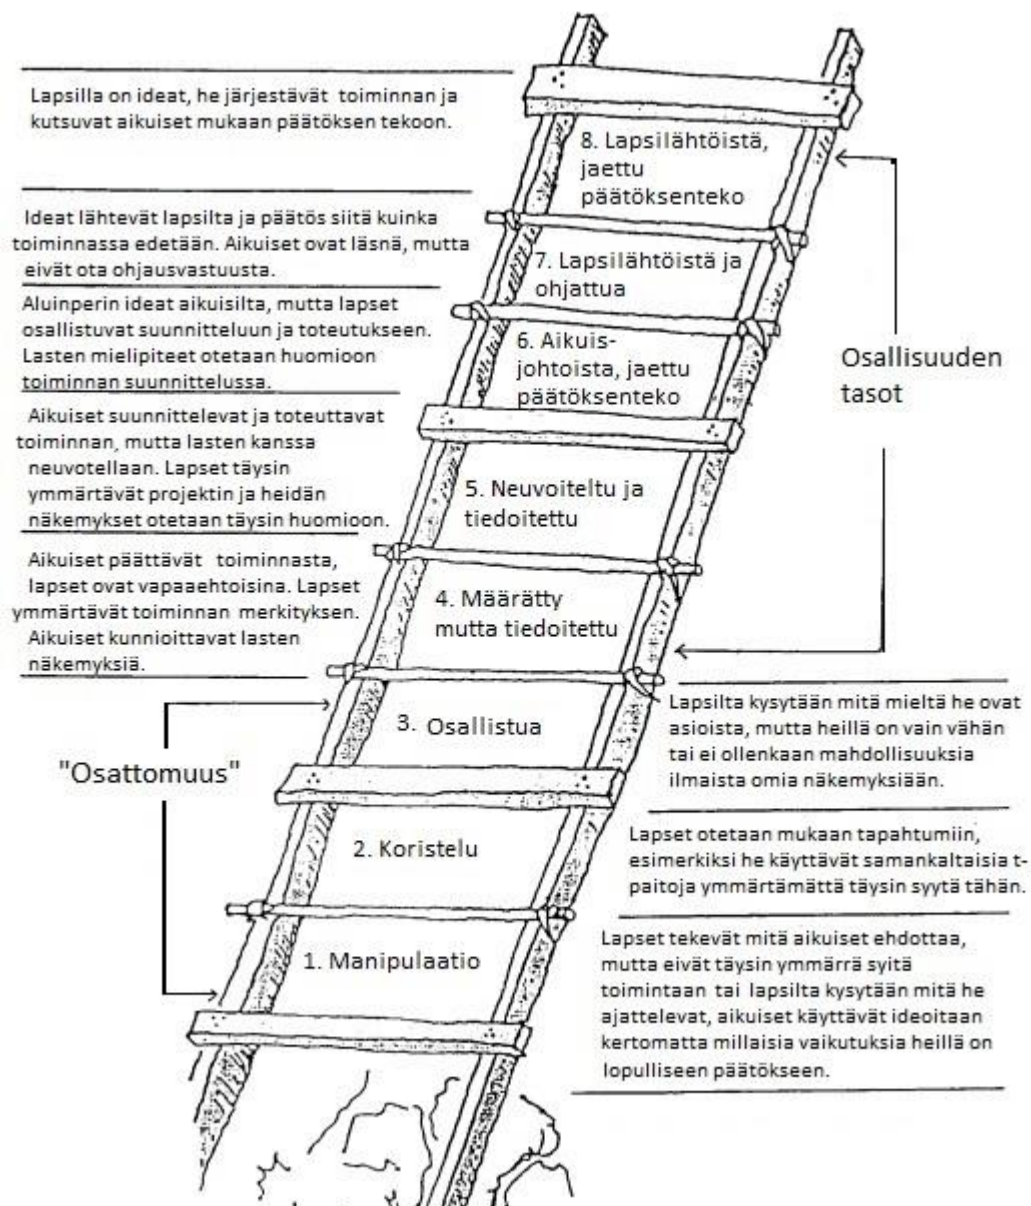 Lapsilla on ideat, he järjestävät toiminnan ja
kutsuvat aikuiset mukaan päätöksen tekoon.
8. Lapsilähtöistä,
jaettu
päätöksenteko
Ideat lähtevät lapsilta ja päätös siitä kuinka
toiminnassa edetään. Aikuiset ovat läsnä, mutta
eivät ota ohjausvastuusta.
7. Lapsilähtöistä ja
ohjattua
Aluinperin ideat aikuisilta, mutta lapset
osallistuvat suunnitteluun ja toteutukseen.
Lasten mielipiteet otetaan huomioon
toiminnan suunnittelussa.
6. Aikuis-
johtoista, jaettu
päätöksenteko
Osallisuuden
tasot
Aikuiset suunnittelevat ja toteuttavat
toiminnan, mutta lasten kanssa
neuvotellaan. Lapset täysin
ymmärtävät projektin ja heidän
näkemykset otetaan täysin huomioon.
5. Neuvoiteltu ja
tiedoitettu
Aikuiset päättävät toiminnasta,
lapset ovat vapaaehtoisina. Lapset
ymmärtävät toiminnan merkityksen.
Aikuiset kunnioittavat lasten
näkemyksiä.
4. Määrätty
mutta tiedoitettu
3. Osallistua
Lapsilta kysytään mitä mieltä he ovat
asioista, mutta heillä on vain vähän
tai ei ollenkaan mahdollisuuksia
ilmaista omia näkemyksiään.
"Osattomuus"
2. Koristelu
Lapset otetaan mukaan tapahtumiin,
esimerkiksi he käyttävät samankaltaisia t-
paitoja ymmärtämättä täysin syytä tähän.
1. Manipulaatio
Lapset tekevät mitä aikuiset ehdottaa,
mutta eivät täysin ymmärrä syitä
toimintaan tai lapsilta kysytään mitä he
ajattelevat, aikuiset käyttävät ideoitaan
kertomatta millaisia vaikutuksia heillä on
lopulliseen päätökseen.